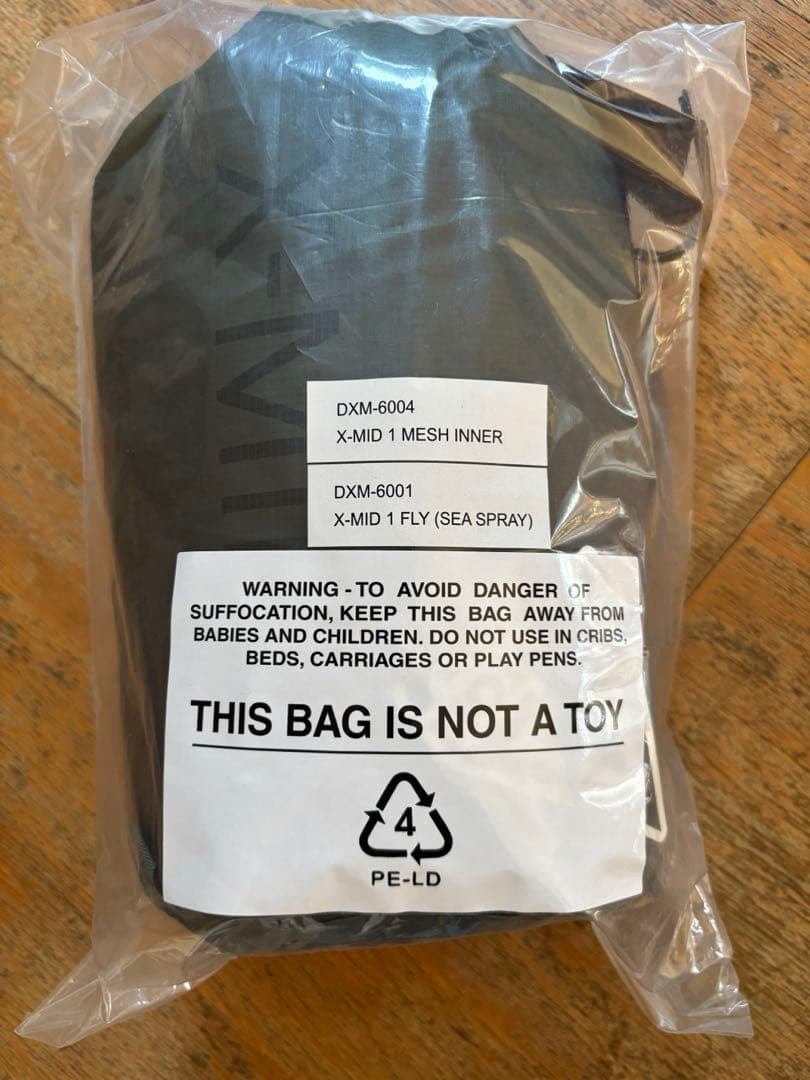 X-MID
DXM-6004
X-MID 1 MESH INNER
DXM-6001
X-MID 1 FLY (SEA SPRAY)
WARNING - TO AVOID DANGER OF
SUFFOCATION, KEEP THIS BAG AWAY FROM
BABIES AND CHILDREN. DO NOT USE IN CRIBS,
BEDS, CARRIAGES OR PLAY PENS.
THIS BAG IS NOT A TOY
4
PE-LD